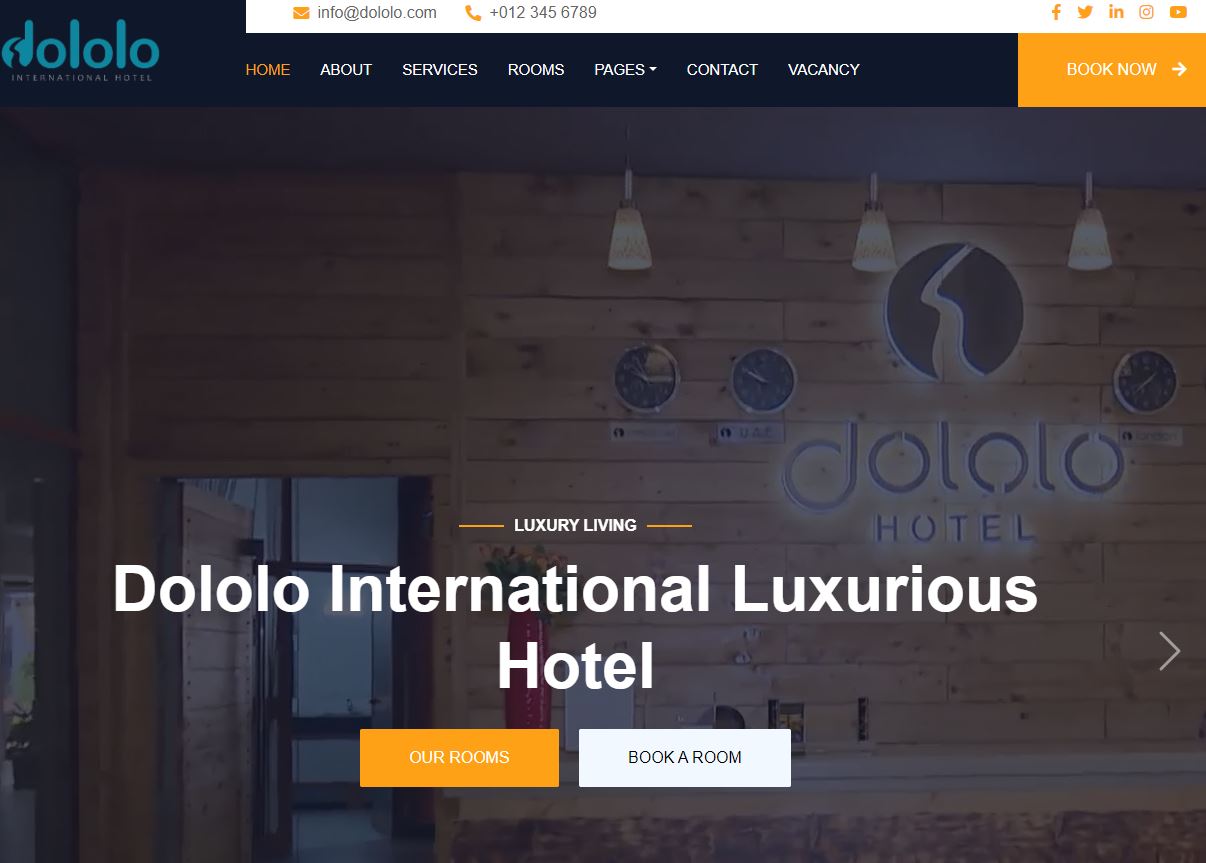 dololo
INTERNATIONAL HOTEL
info@dololo.com
+012 345 6789
HOME
ABOUT
SERVICES
ROOMS
PAGES
CONTACT
VACANCY
BOOK NOW
U.A.E
london
dololo
HOTEL
LUXURY LIVING
Dololo International Luxurious
Hotel
OUR ROOMS
BOOK A ROOM